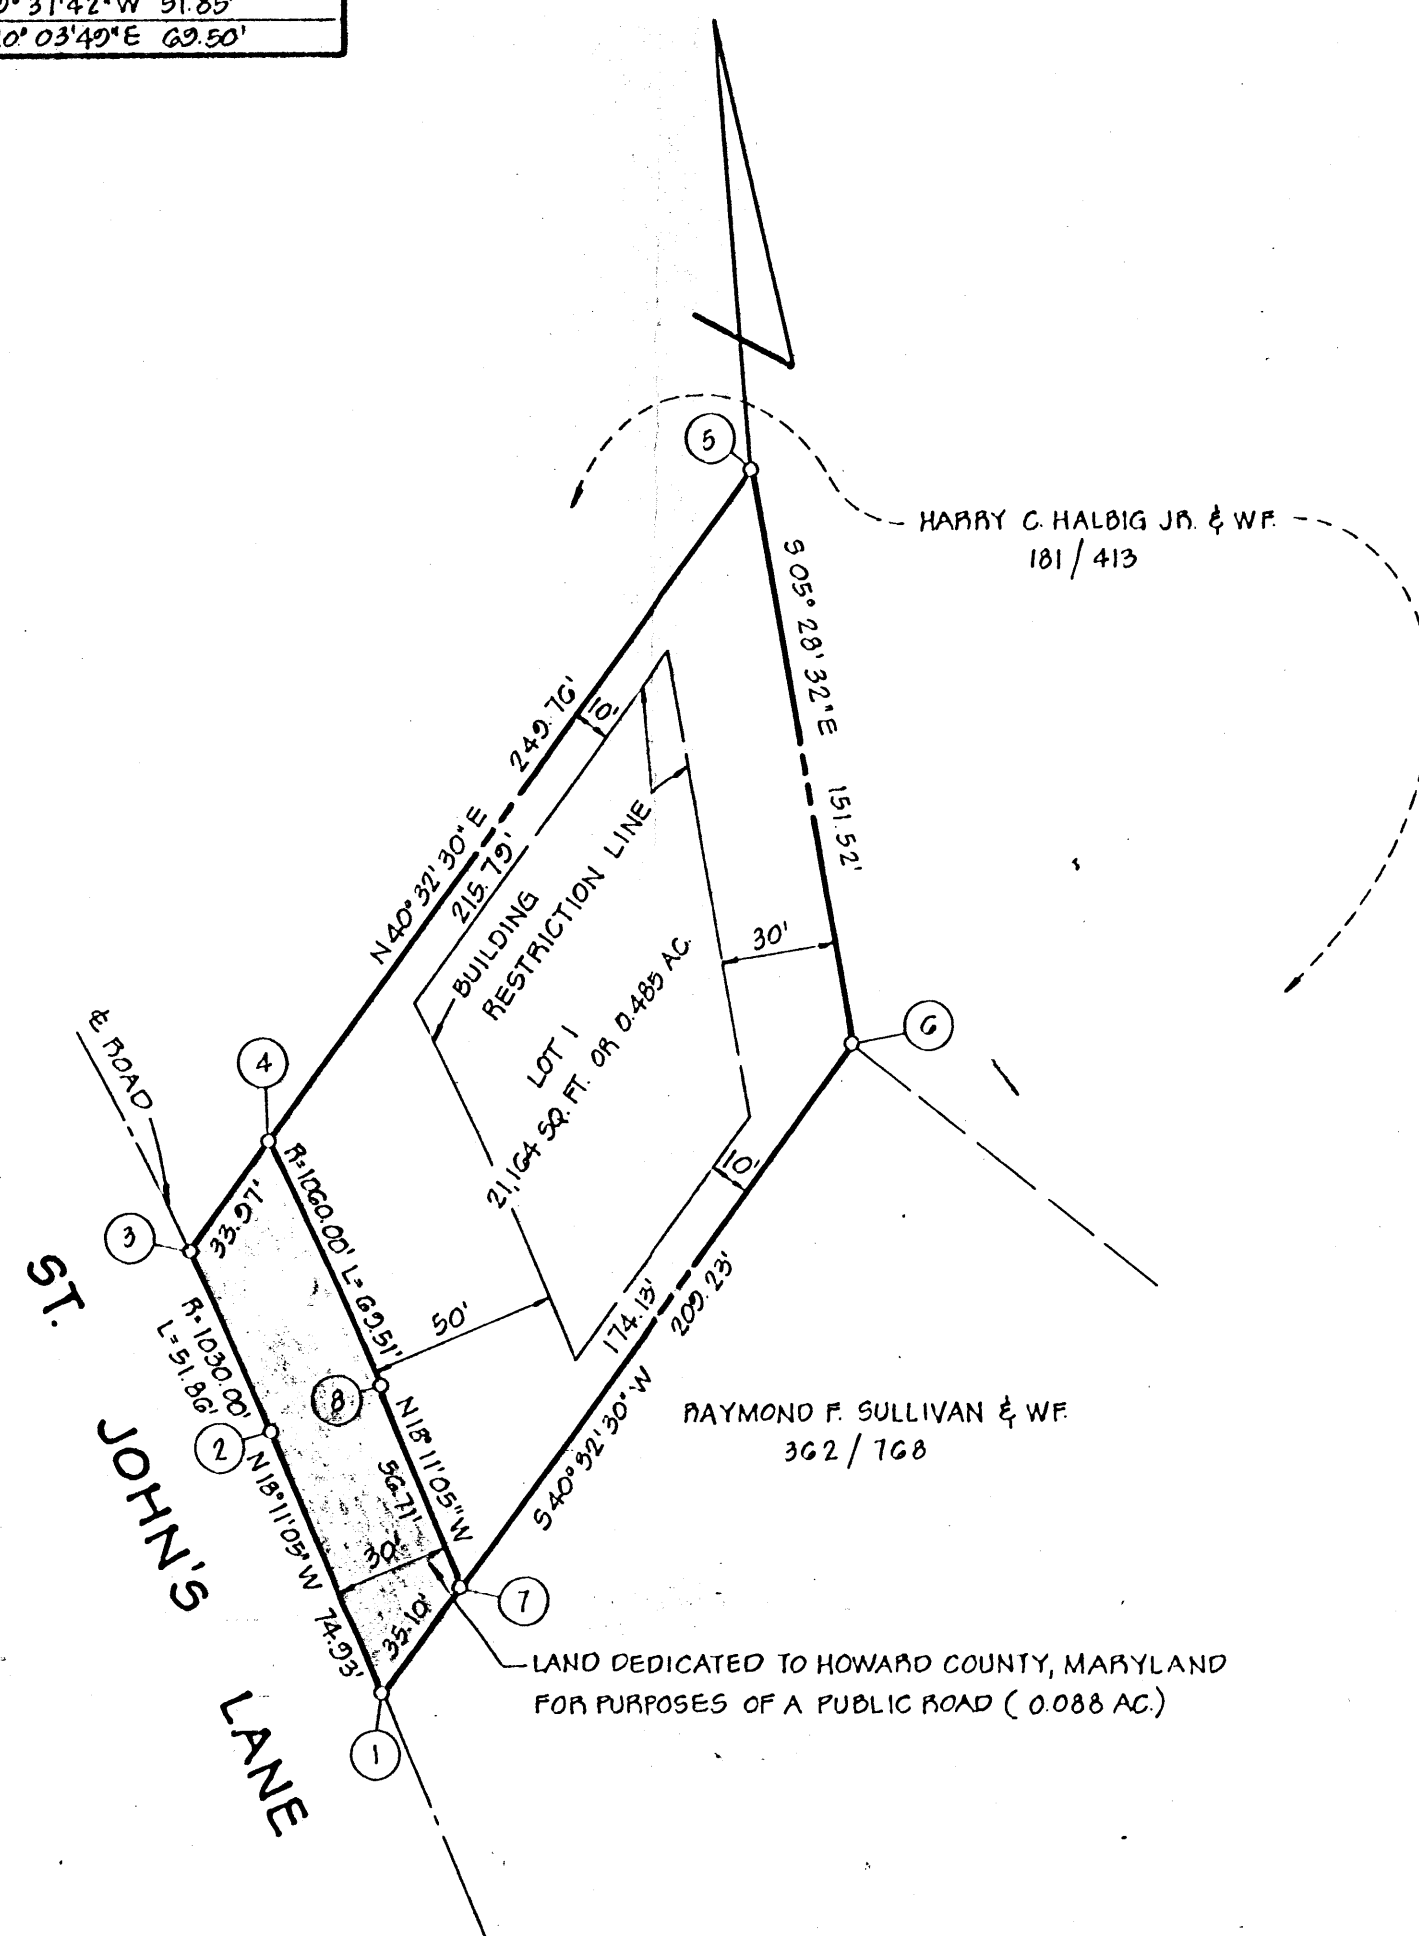 31'42"W 51.85'
03'49"E 69.50'
5
HARRY C. HALBIG JR. & WF.
181 / 413
S 05° 28' 32" E 151.52'
N 40° 32' 30" E 249.76'
10'
215.79'
BUILDING
RESTRICTION LINE
30'
LOT 1
21,164 SQ. FT. OR 0.485 AC.
6
4
℄ ROAD
3
33.97'
R=1060.00' L=69.51'
10'
ST.
JOHN'S
LANE
R=1030.00'
L=51.86'
50'
174.13'
209.23'
S 40° 32' 30" W
8
2
N 18° 11' 05" W
56.71'
RAYMOND F. SULLIVAN & WF.
362 / 768
N 18° 11' 05" W 74.93'
30'
35.10'
7
LAND DEDICATED TO HOWARD COUNTY, MARYLAND
FOR PURPOSES OF A PUBLIC ROAD ( 0.088 AC.)
1